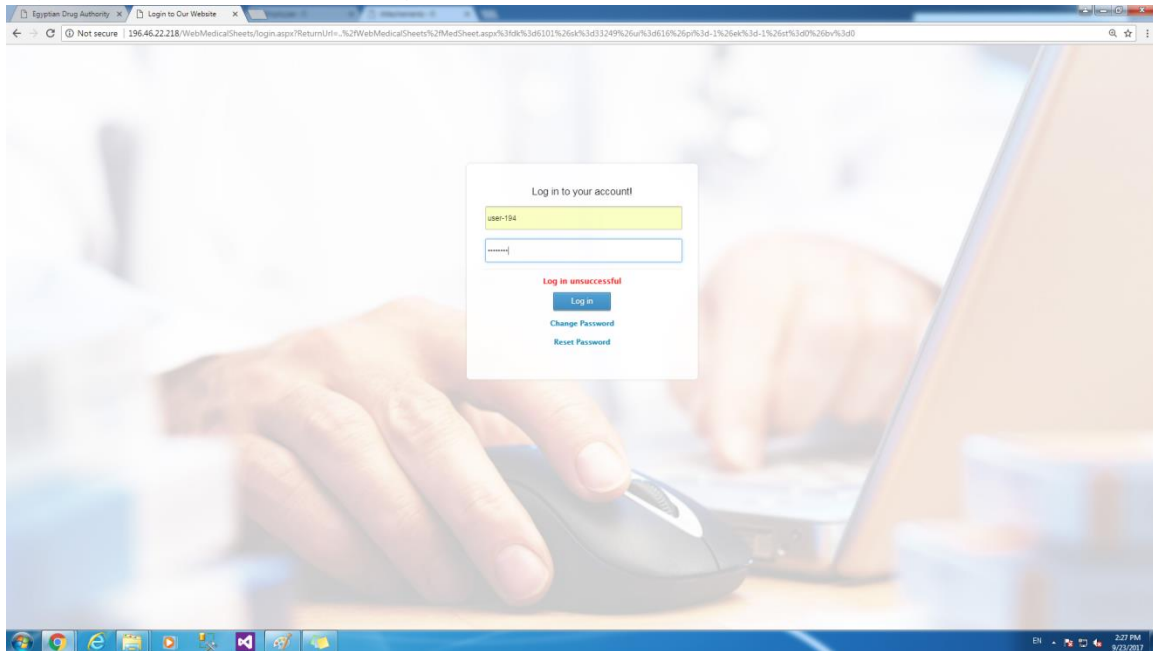 Egyptian Drug Authority
Login to Our Website
Not secure | 196.46.22.218/WebMedicalSheets/login.aspx?ReturnUrl=..%2fWebMedicalSheets%2fMedSheet.aspx%3fdk%3d6101%26sk%3d33249%26ui%3d616%26pi%3d-1%26ek%3d-1%26st%3d0%26bv%3d0
Log in to your account!
user-194
Log in unsuccessful
Log in
Change Password
Reset Password
EN
2:27 PM
9/23/2017